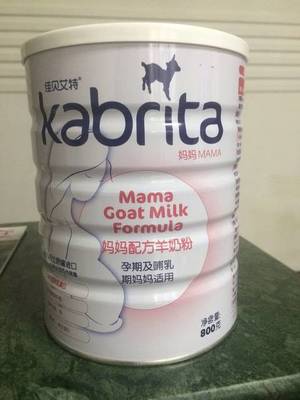 佳贝艾特®
Kabrita
妈妈 MAMA
Mama
Goat Milk
Formula
妈妈配方羊奶粉
孕期及哺乳
期妈妈适用
净含量:
800克